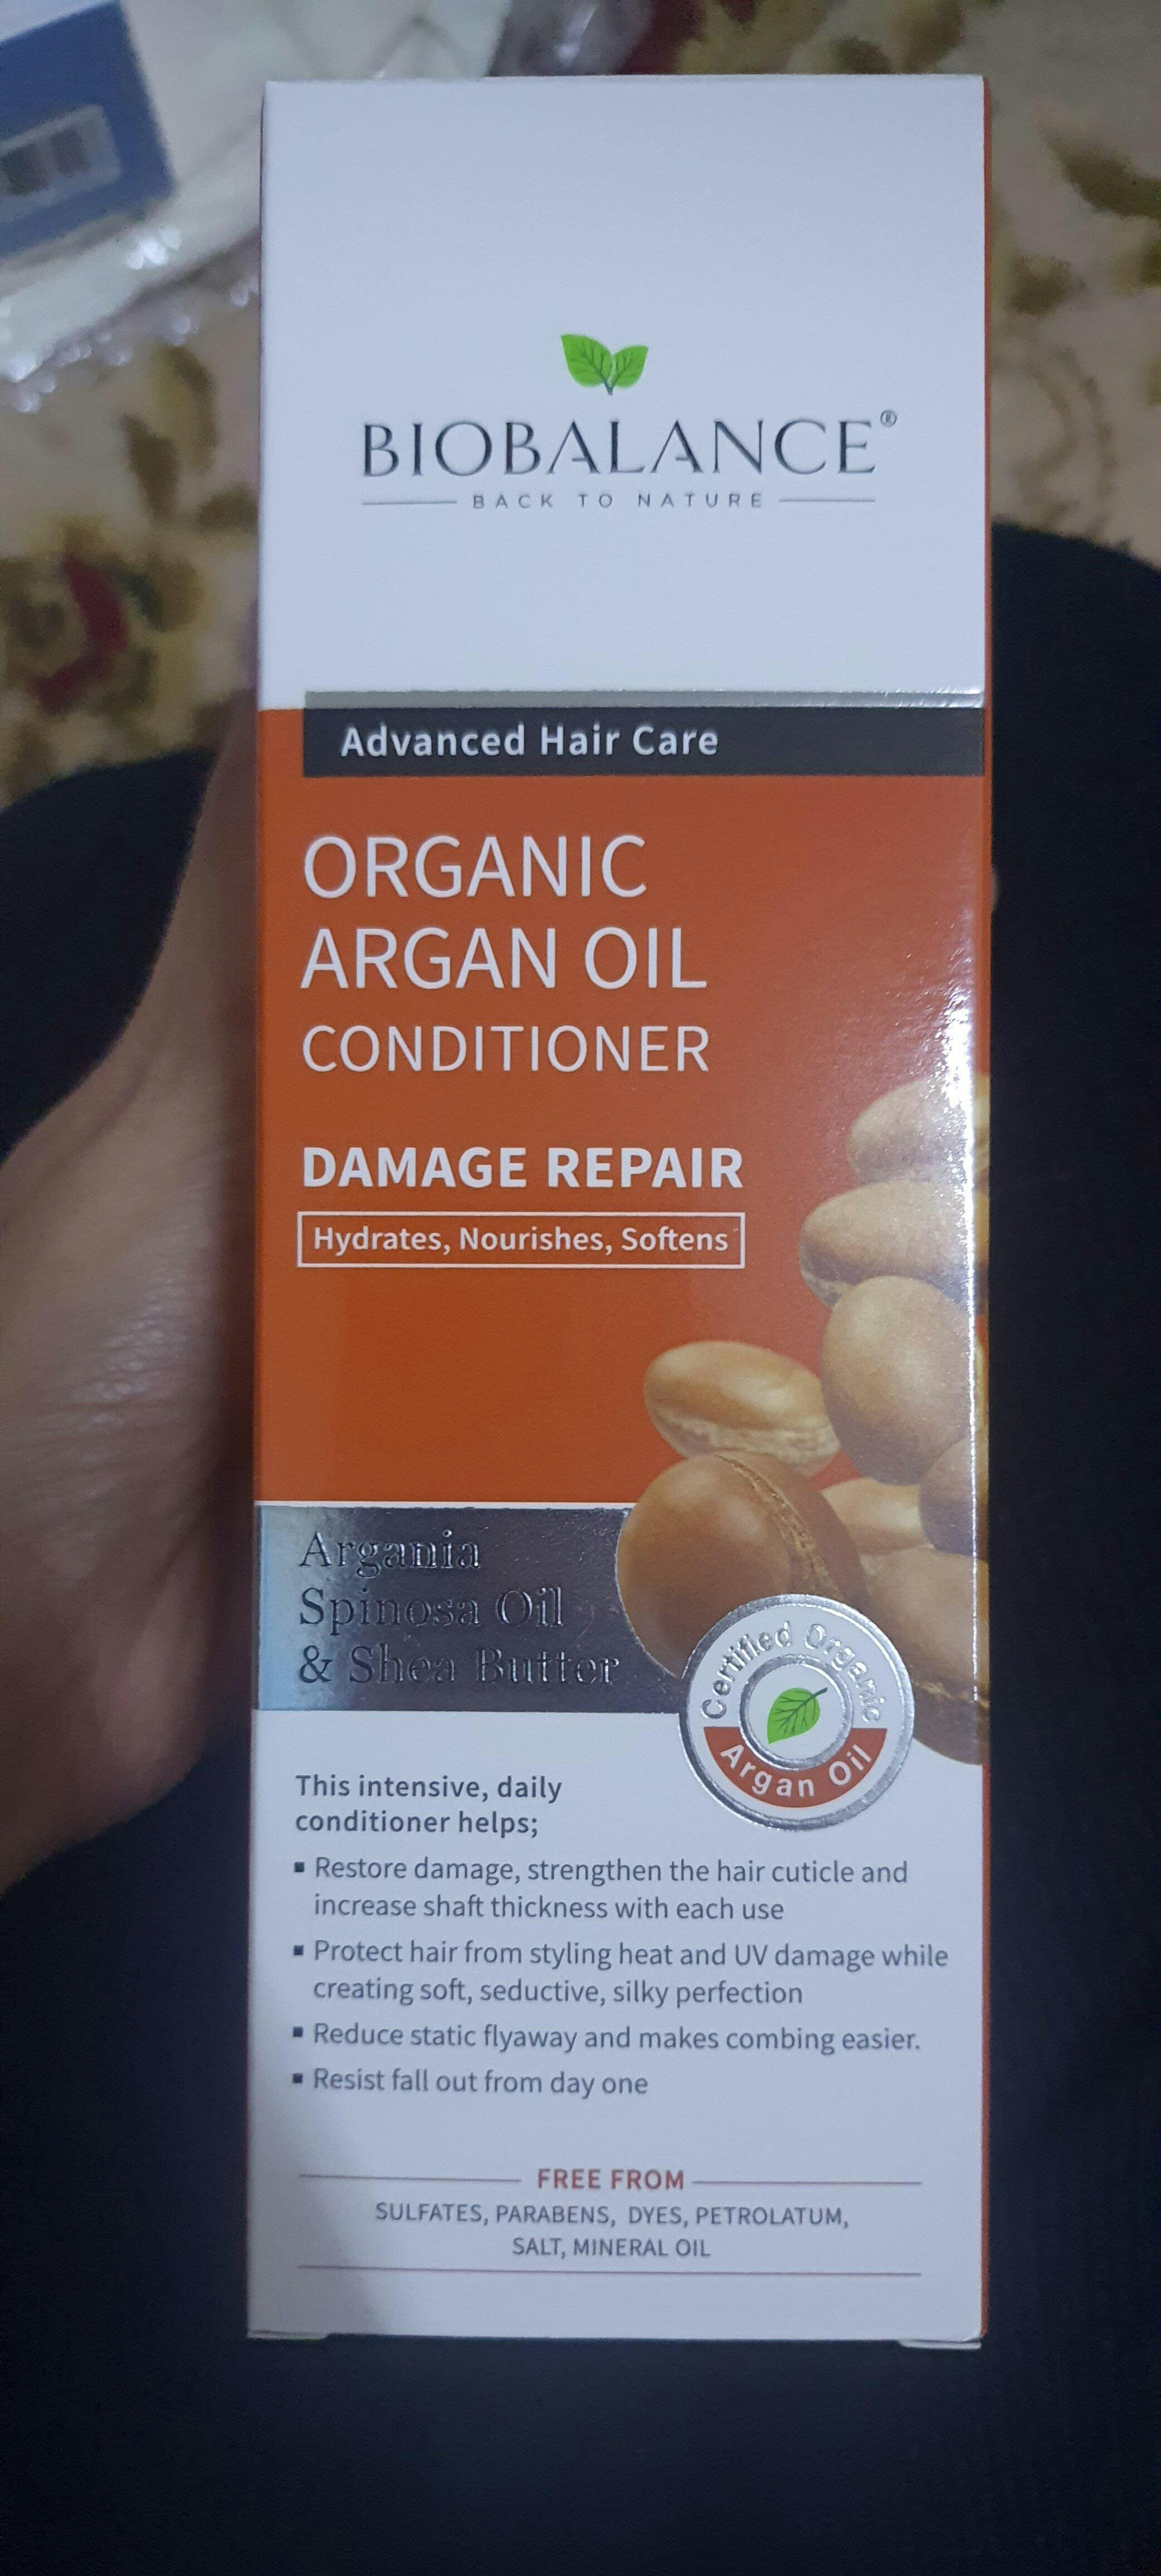 BIOBALANCE®
BACK TO NATURE
Advanced Hair Care
ORGANIC
ARGAN OIL
CONDITIONER
DAMAGE REPAIR
Hydrates, Nourishes, Softens
Argania
Spinosa Oil
& Shea Butter
Certified Organic
Argan Oil
This intensive, daily
conditioner helps;
▪ Restore damage, strengthen the hair cuticle and
increase shaft thickness with each use
▪ Protect hair from styling heat and UV damage while
creating soft, seductive, silky perfection
▪ Reduce static flyaway and makes combing easier.
▪ Resist fall out from day one
FREE FROM
SULFATES, PARABENS, DYES, PETROLATUM,
SALT, MINERAL OIL